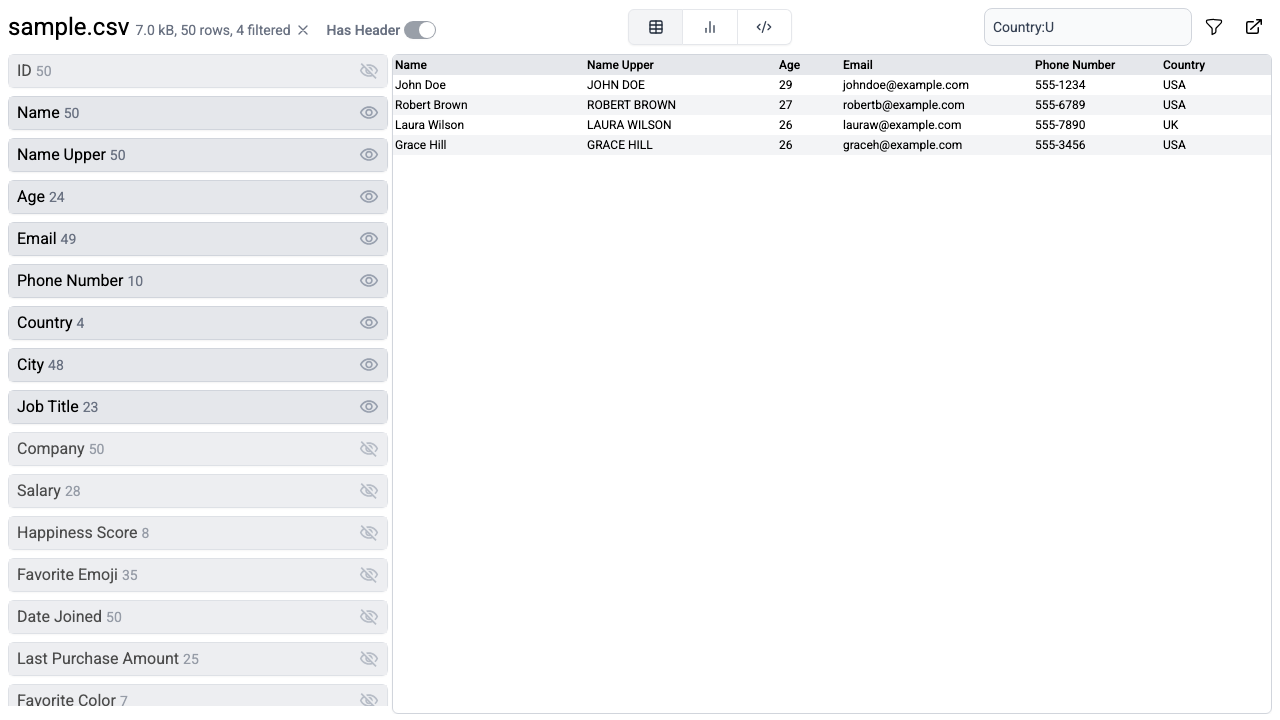 sample.csv 7.0 kB, 50 rows, 4 filtered Has Header Country:U
ID 50
Name 50
Name Upper 50
Age 24
Email 49
Phone Number 10
Country 4
City 48
Job Title 23
Company 50
Salary 28
Happiness Score 8
Favorite Emoji 35
Date Joined 50
Last Purchase Amount 25
Favorite Color 7
Name Name Upper Age Email Phone Number Country
John Doe JOHN DOE 29 johndoe@example.com 555-1234 USA
Robert Brown ROBERT BROWN 27 robertb@example.com 555-6789 USA
Laura Wilson LAURA WILSON 26 lauraw@example.com 555-7890 UK
Grace Hill GRACE HILL 26 graceh@example.com 555-3456 USA